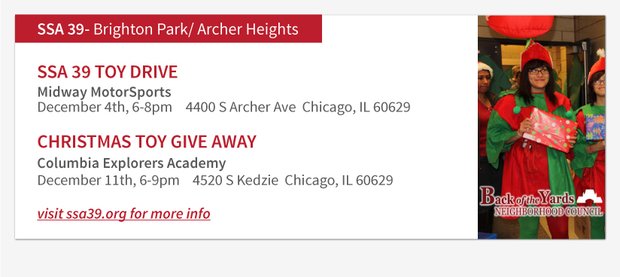 SSA 39- Brighton Park/ Archer Heights
SSA 39 TOY DRIVE
Midway MotorSports
December 4th, 6-8pm 4400 S Archer Ave Chicago, IL 60629
CHRISTMAS TOY GIVE AWAY
Columbia Explorers Academy
December 11th, 6-9pm 4520 S Kedzie Chicago, IL 60629
visit ssa39.org for more info
Back of the Yards
NEIGHBORHOOD COUNCIL